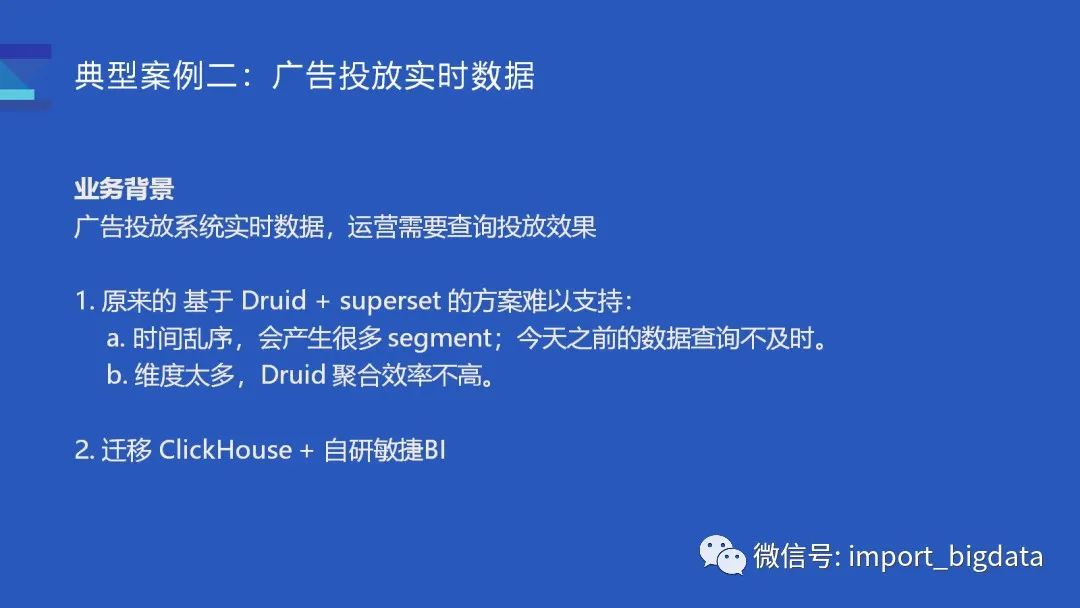 典型案例二：广告投放实时数据
业务背景
广告投放系统实时数据，运营需要查询投放效果
1. 原来的 基于 Druid + superset 的方案难以支持：
a. 时间乱序，会产生很多 segment；今天之前的数据查询不及时。
b. 维度太多，Druid 聚合效率不高。
2. 迁移 ClickHouse + 自研敏捷BI
微信号: import_bigdata